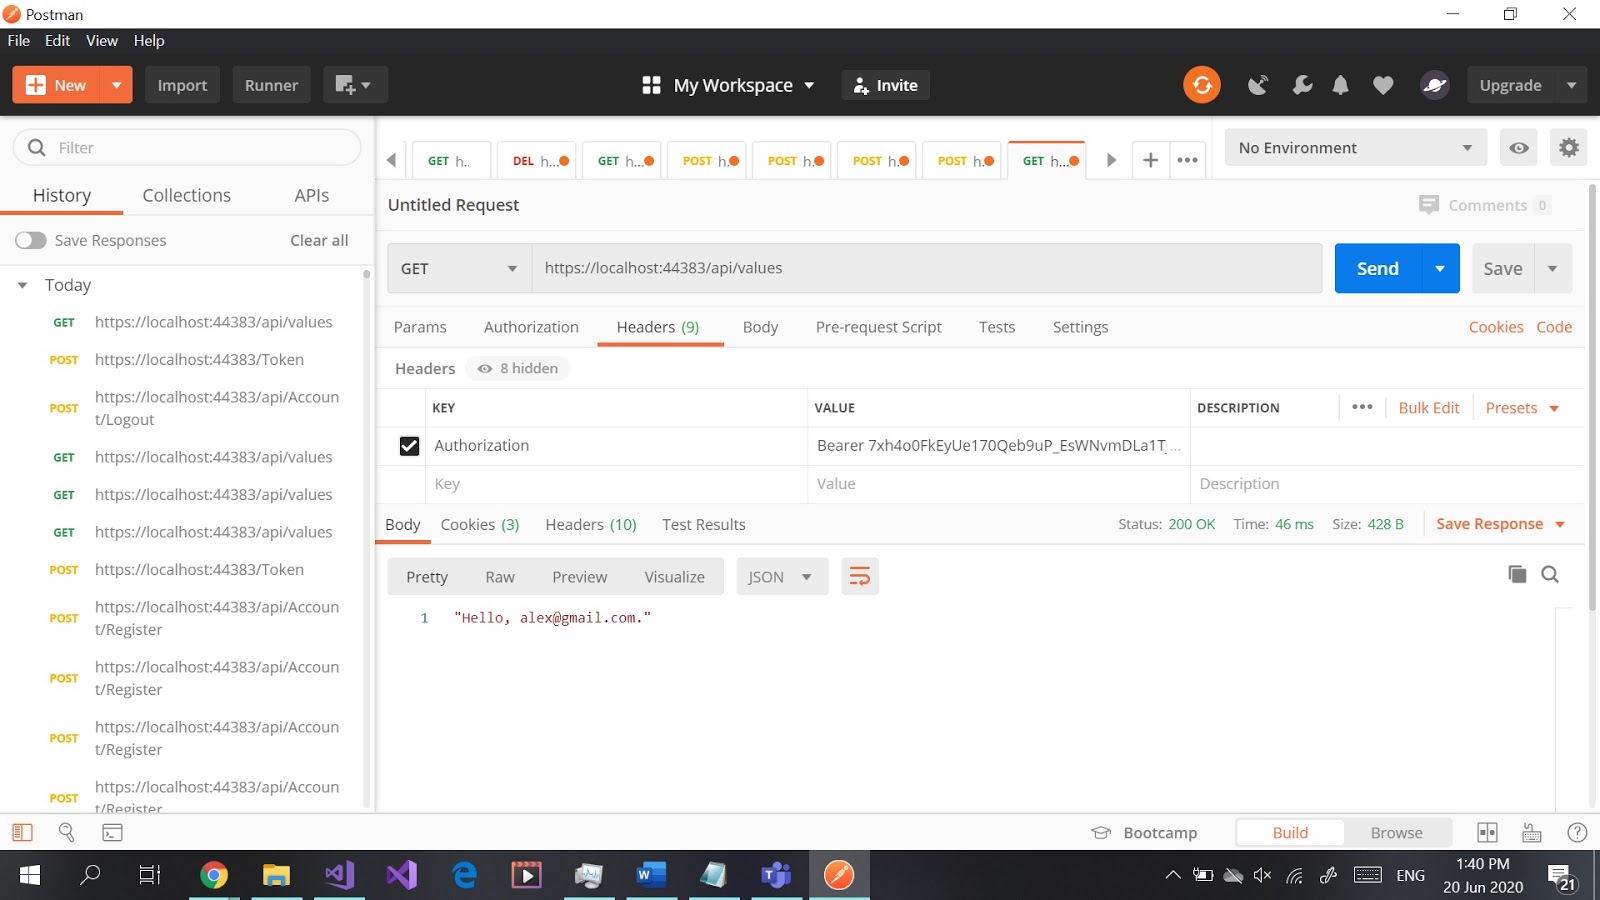 Postman
File Edit View Help
New Import Runner My Workspace Invite Upgrade
Filter
History Collections APIs
Save Responses Clear all
Today
GET https://localhost:44383/api/values
POST https://localhost:44383/Token
POST https://localhost:44383/api/Accoun
t/Logout
GET https://localhost:44383/api/values
GET https://localhost:44383/api/values
GET https://localhost:44383/api/values
POST https://localhost:44383/Token
POST https://localhost:44383/api/Accoun
t/Register
POST https://localhost:44383/api/Accoun
t/Register
POST https://localhost:44383/api/Accoun
t/Register
POST https://localhost:44383/api/Accoun
t/Register
GET h.. DEL h... GET h... POST h. POST h. POST h. POST h. GET h...
No Environment
Untitled Request Comments 0
GET https://localhost:44383/api/values Send Save
Params Authorization Headers (9) Body Pre-request Script Tests Settings Cookies Code
Headers 8 hidden
KEY VALUE DESCRIPTION ••• Bulk Edit Presets
Authorization Bearer 7xh4o0FkEyUe170Qeb9uP_EsWNvmDLa1T_...
Key Value Description
Body Cookies (3) Headers (10) Test Results Status: 200 OK Time: 46 ms Size: 428 B Save Response
Pretty Raw Preview Visualize JSON
1 "Hello, alex@gmail.com."
Bootcamp Build Browse
ENG
1:40 PM
20 Jun 2020
21